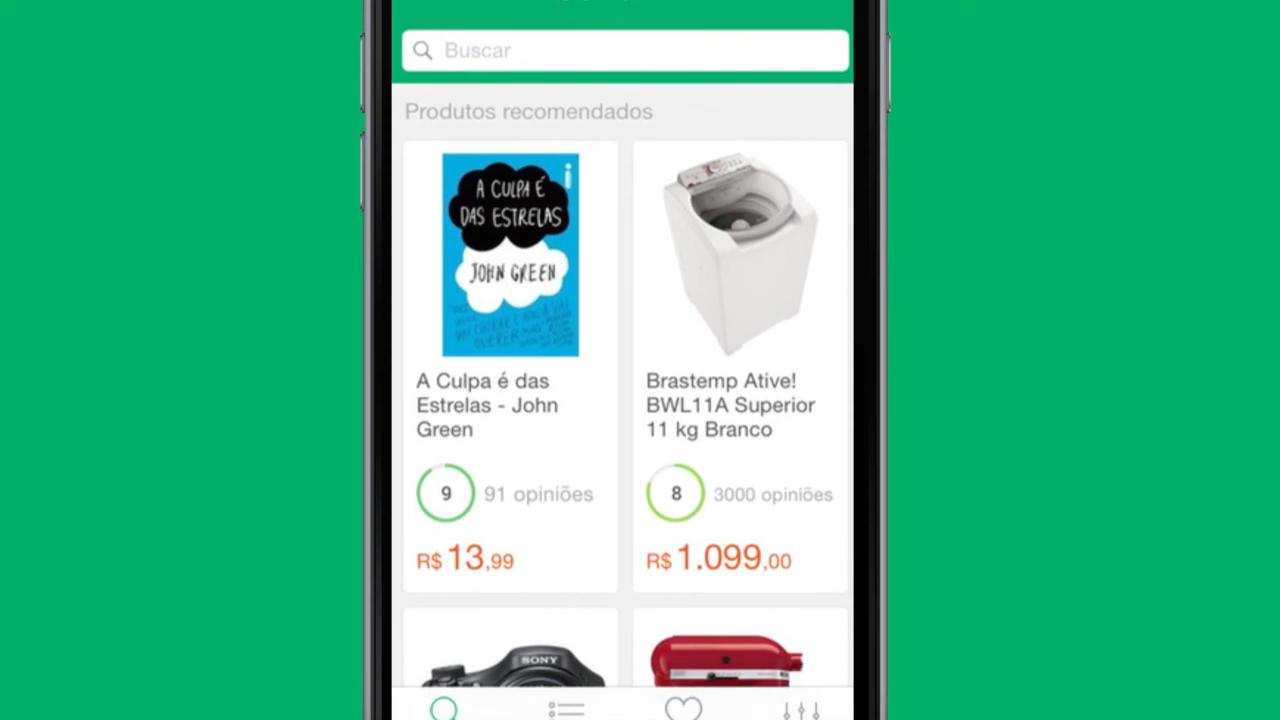 Buscar
Produtos recomendados
A CULPA É
DAS ESTRELAS
JOHN GREEN
A Culpa é das
Estrelas - John
Green
9
91 opiniões
R$ 13,99
Brastemp Ative!
BWL11A Superior
11 kg Branco
8
3000 opiniões
R$ 1.099,00
SONY